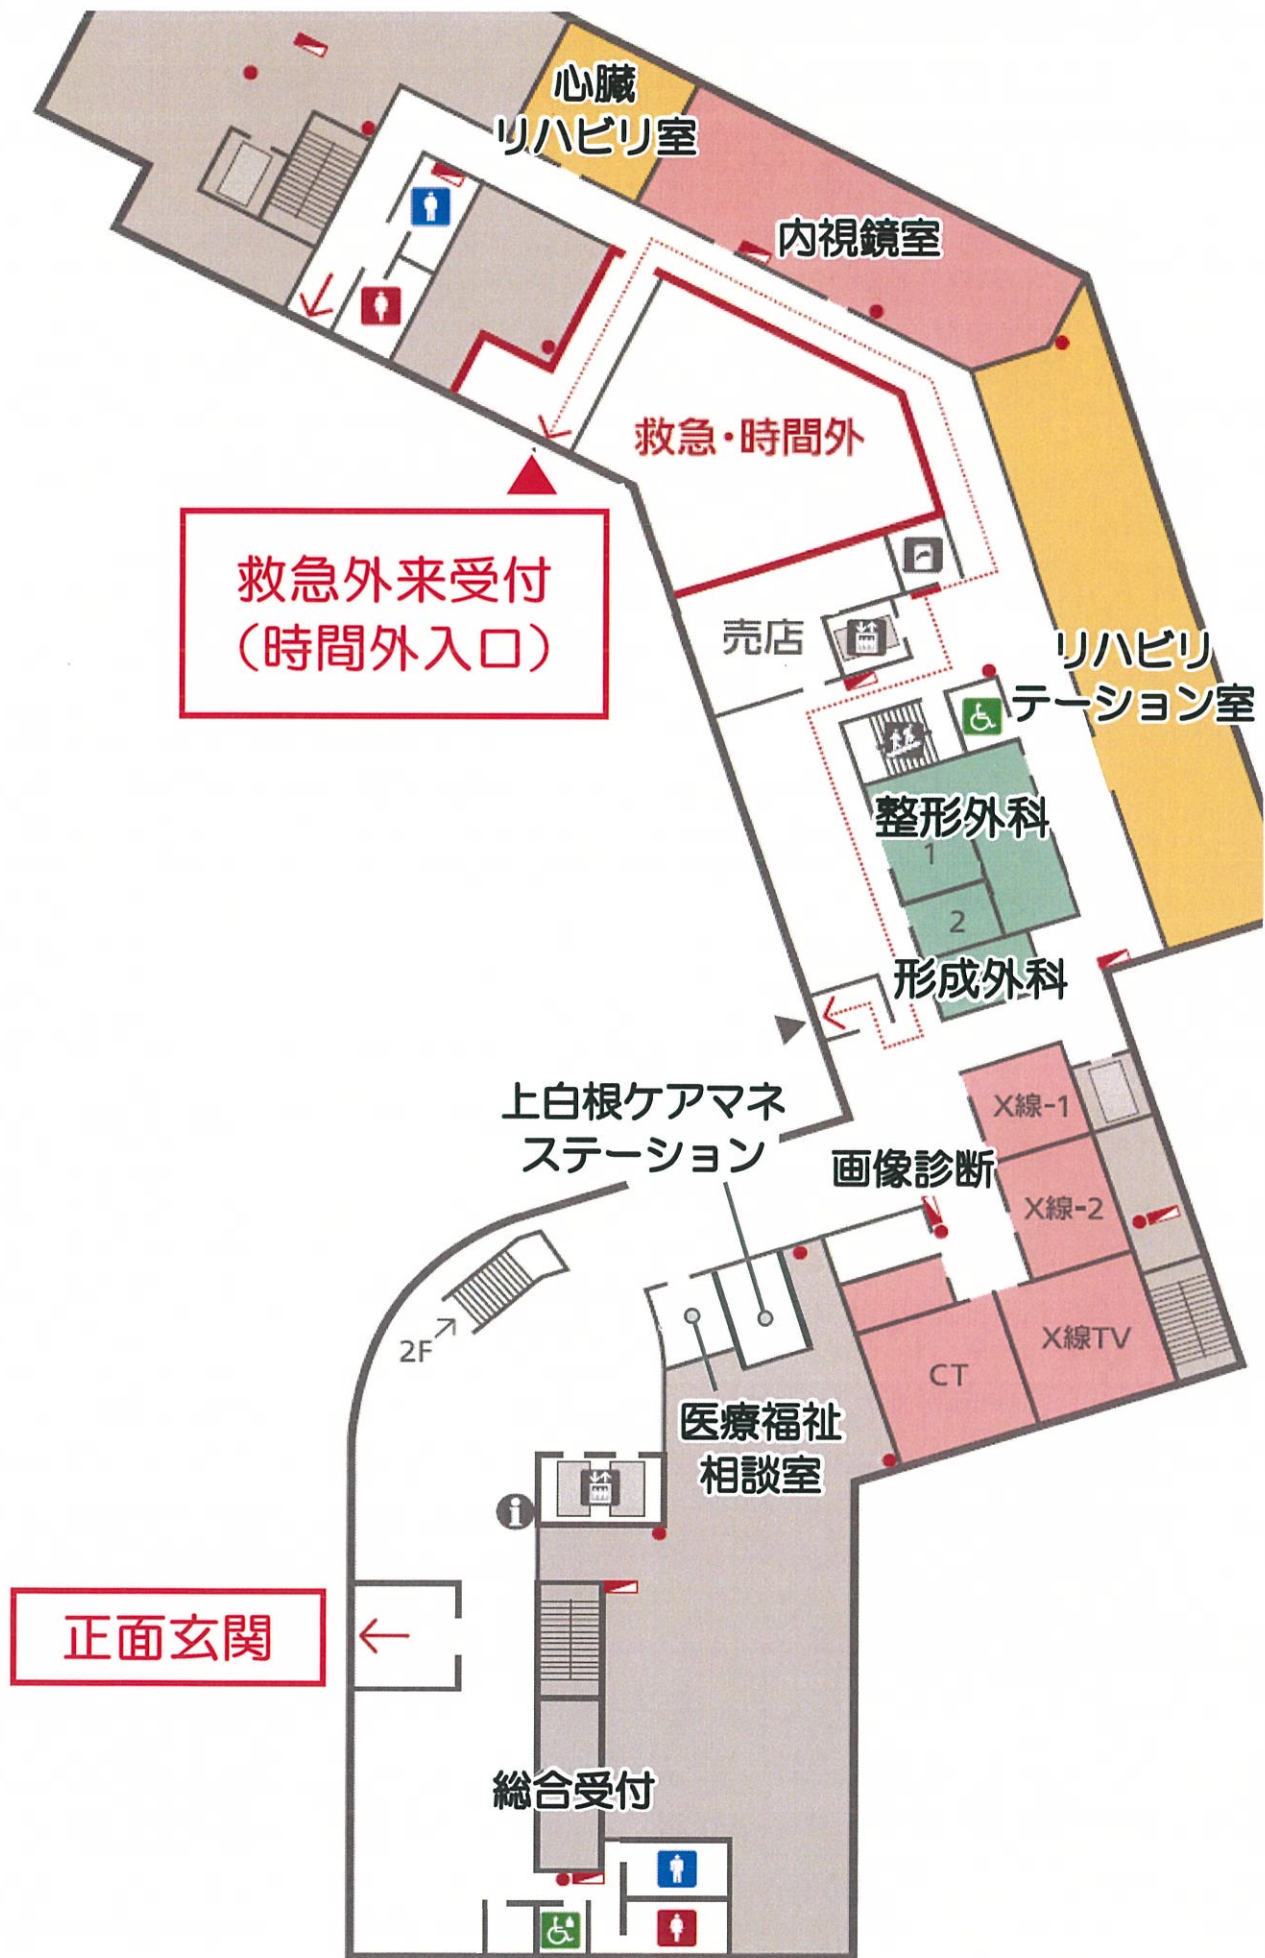 心臓
リハビリ室
内視鏡室
救急・時間外
救急外来受付
（時間外入口）
売店
リハビリ
テーション室
整形外科
1
2
形成外科
上白根ケアマネ
ステーション
画像診断
X線-1
X線-2
X線TV
CT
2F
医療福祉
相談室
i
正面玄関
総合受付